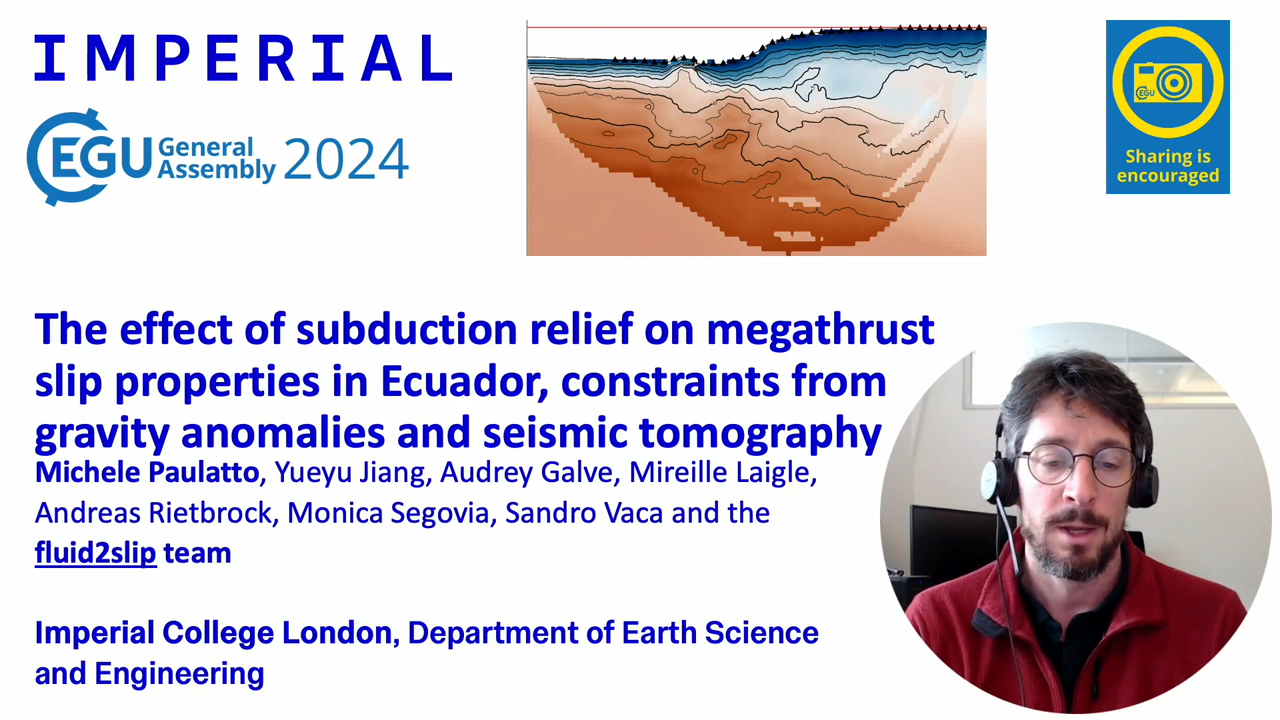 IMPERIAL
EGU General Assembly 2024
EGU
Sharing is
encouraged
The effect of subduction relief on megathrust
slip properties in Ecuador, constraints from
gravity anomalies and seismic tomography
Michele Paulatto, Yueyu Jiang, Audrey Galve, Mireille Laigle,
Andreas Rietbrock, Monica Segovia, Sandro Vaca and the
fluid2slip team
Imperial College London, Department of Earth Science
and Engineering